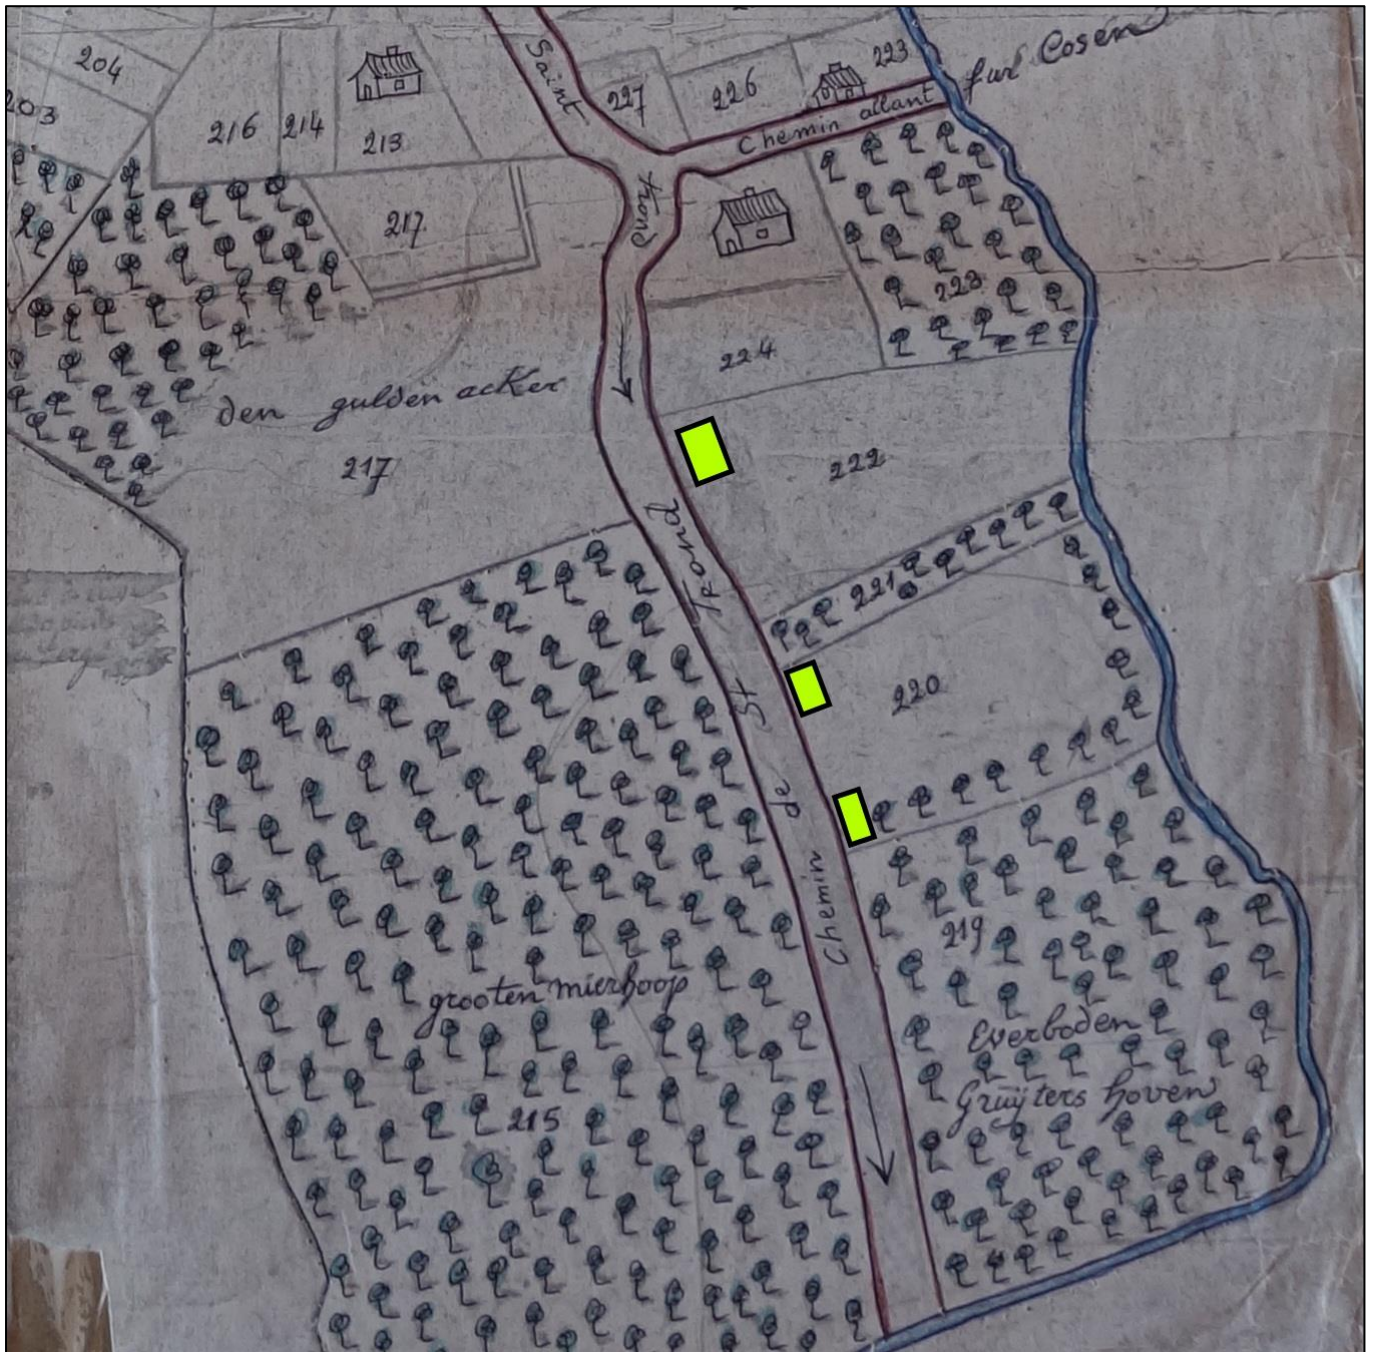 204
203
216
214
213
217
Saint
trond
227
226
223
Chemin allant
sur Cosen
223
224
den gulden acker
217
222
221
220
Chemin de St trond
219
Everboden
Gruijters hoven
grooten mierhoop
215